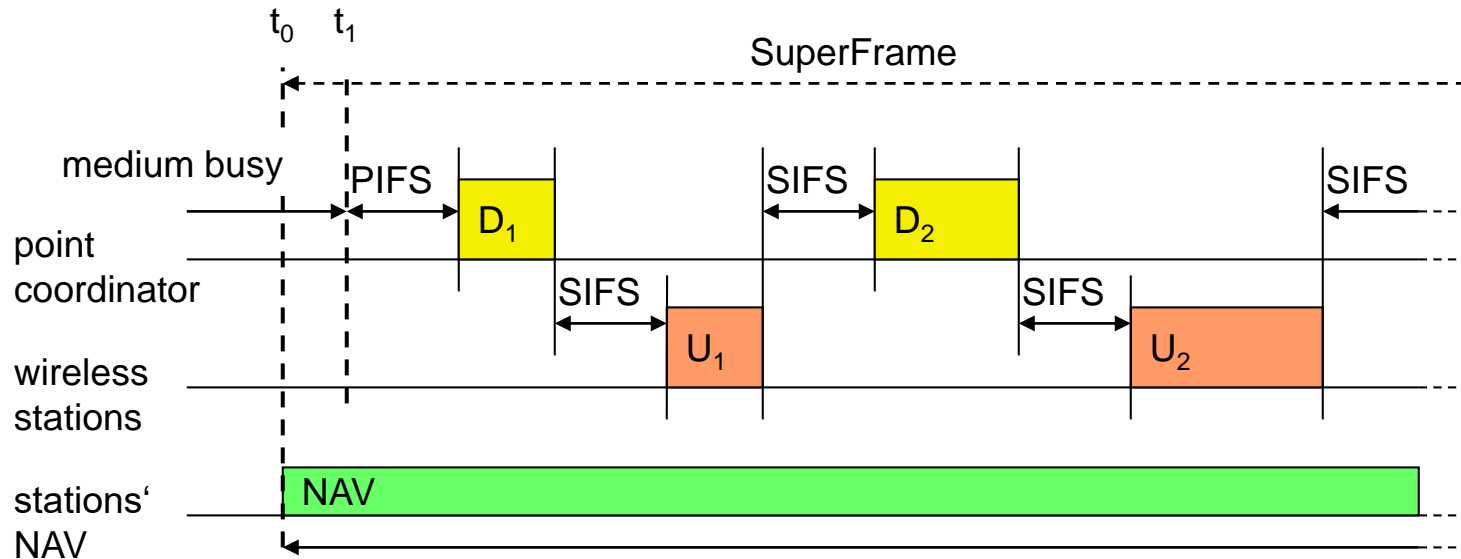 t₀ t₁
SuperFrame
medium busy
PIFS
SIFS
SIFS
D₁
D₂
point
coordinator
SIFS
SIFS
U₁
U₂
wireless
stations
stations‘
NAV
NAV